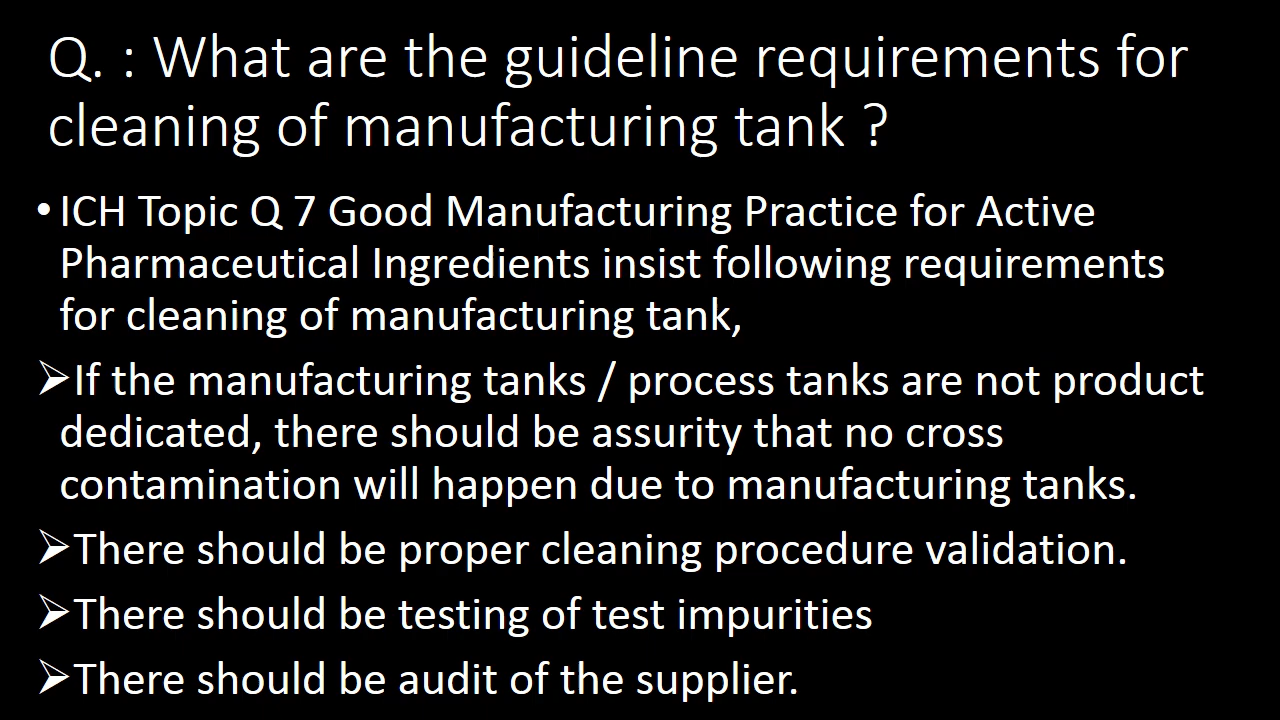 Q. : What are the guideline requirements for
cleaning of manufacturing tank ?
• ICH Topic Q 7 Good Manufacturing Practice for Active
Pharmaceutical Ingredients insist following requirements
for cleaning of manufacturing tank,
➢If the manufacturing tanks / process tanks are not product
dedicated, there should be assurity that no cross
contamination will happen due to manufacturing tanks.
➢There should be proper cleaning procedure validation.
➢There should be testing of test impurities
➢There should be audit of the supplier.